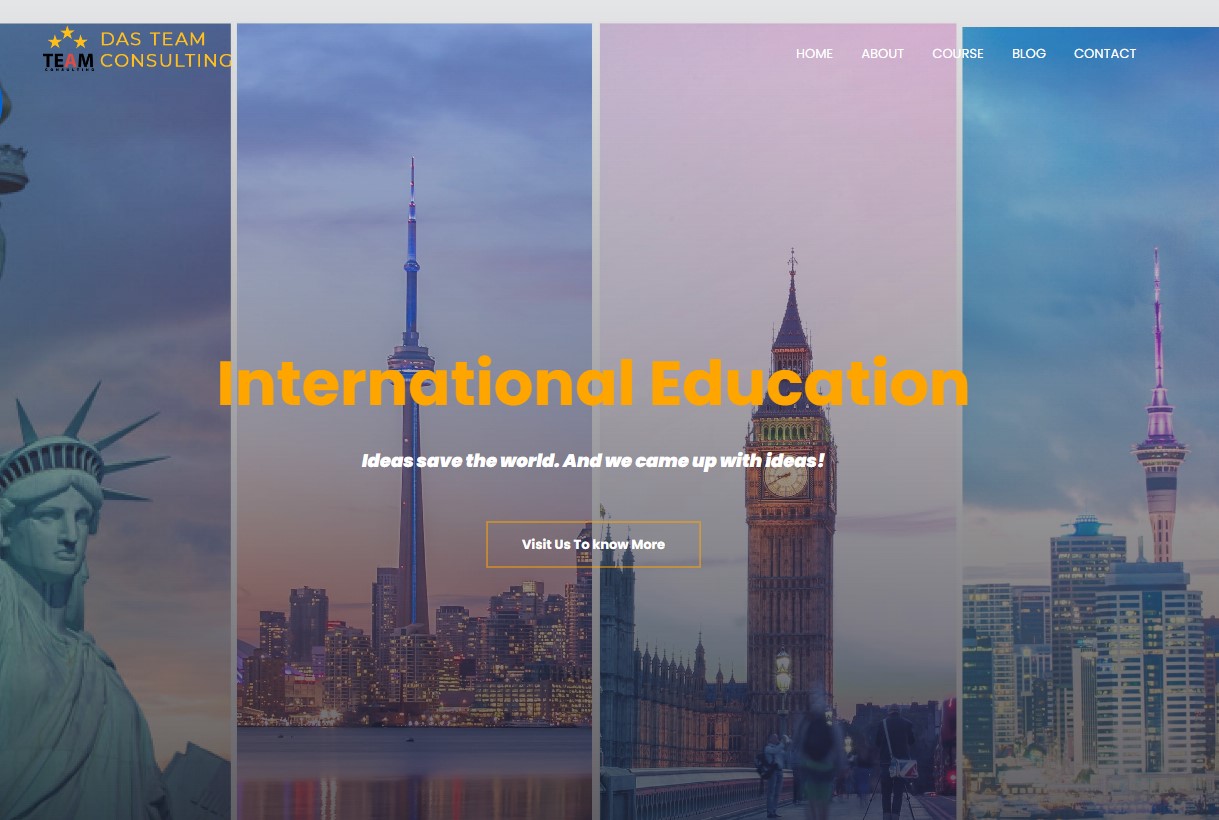 DAS TEAM
CONSULTING
TEAM
CONSULTING
HOME ABOUT COURSE BLOG CONTACT
International Education
Ideas save the world. And we came up with ideas!
Visit Us To know More